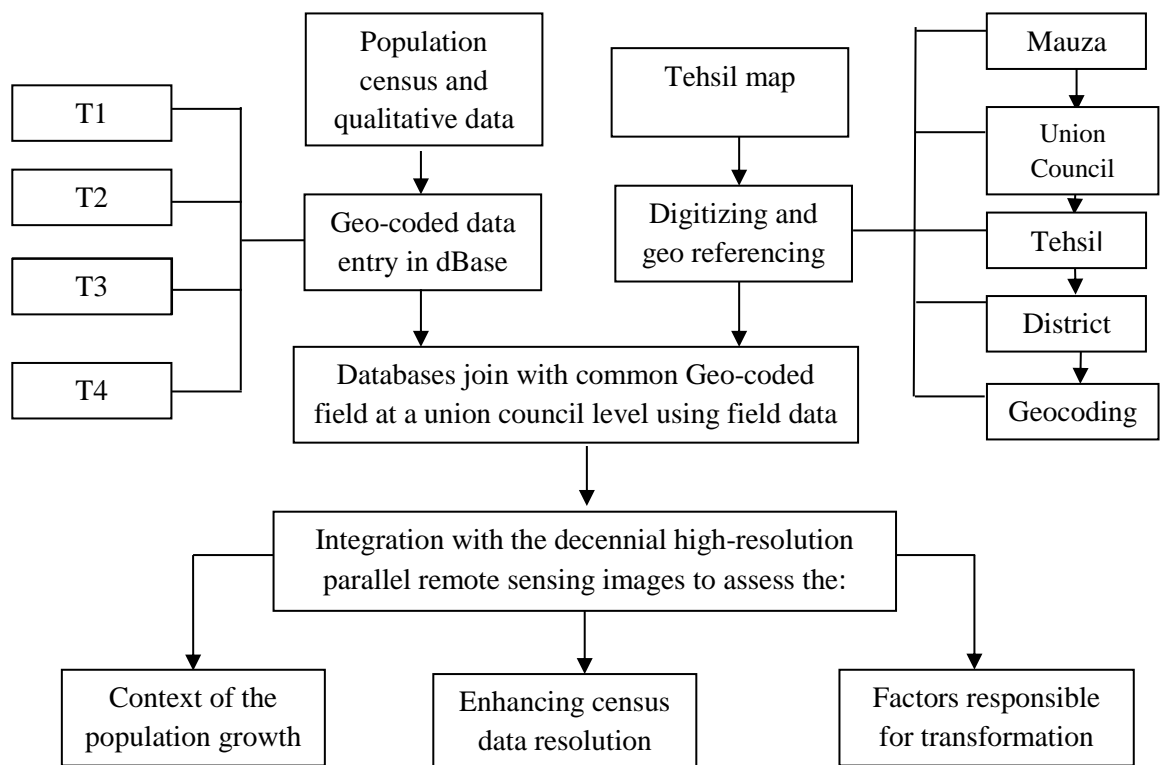 Population
census and
qualitative data
Tehsil map
Mauza
T1
Union
Council
T2
Geo-coded data
entry in dBase
Digitizing and
geo referencing
Tehsil
T3
District
T4
Databases join with common Geo-coded
field at a union council level using field data
Geocoding
Integration with the decennial high-resolution
parallel remote sensing images to assess the:
Context of the
population growth
Enhancing census
data resolution
Factors responsible
for transformation